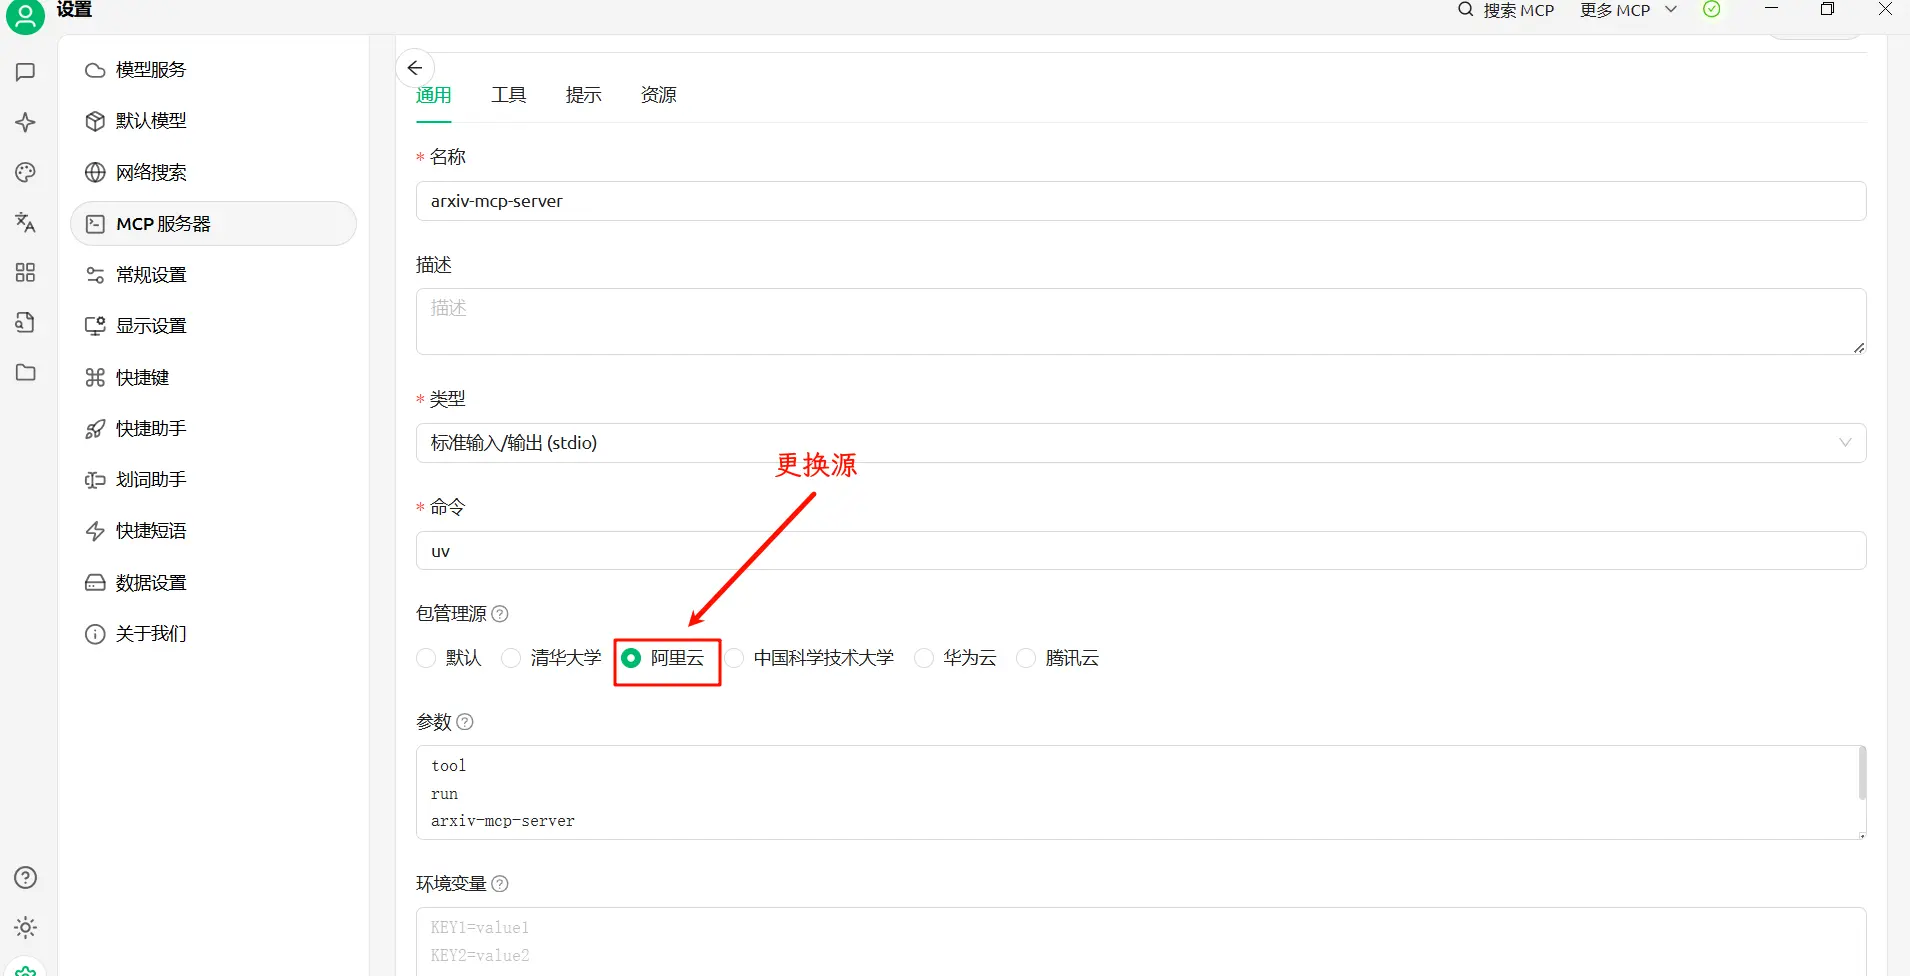 设置
搜索 MCP
更多 MCP
模型服务
默认模型
网络搜索
MCP 服务器
常规设置
显示设置
快捷键
快捷助手
划词助手
快捷短语
数据设置
关于我们
通用 工具 提示 资源
* 名称
arxiv-mcp-server
描述
描述
* 类型
标准输入/输出 (stdio)
更换源
* 命令
uv
包管理源
默认 清华大学 阿里云 中国科学技术大学 华为云 腾讯云
参数
tool
run
arxiv-mcp-server
环境变量
KEY1=value1
KEY2=value2